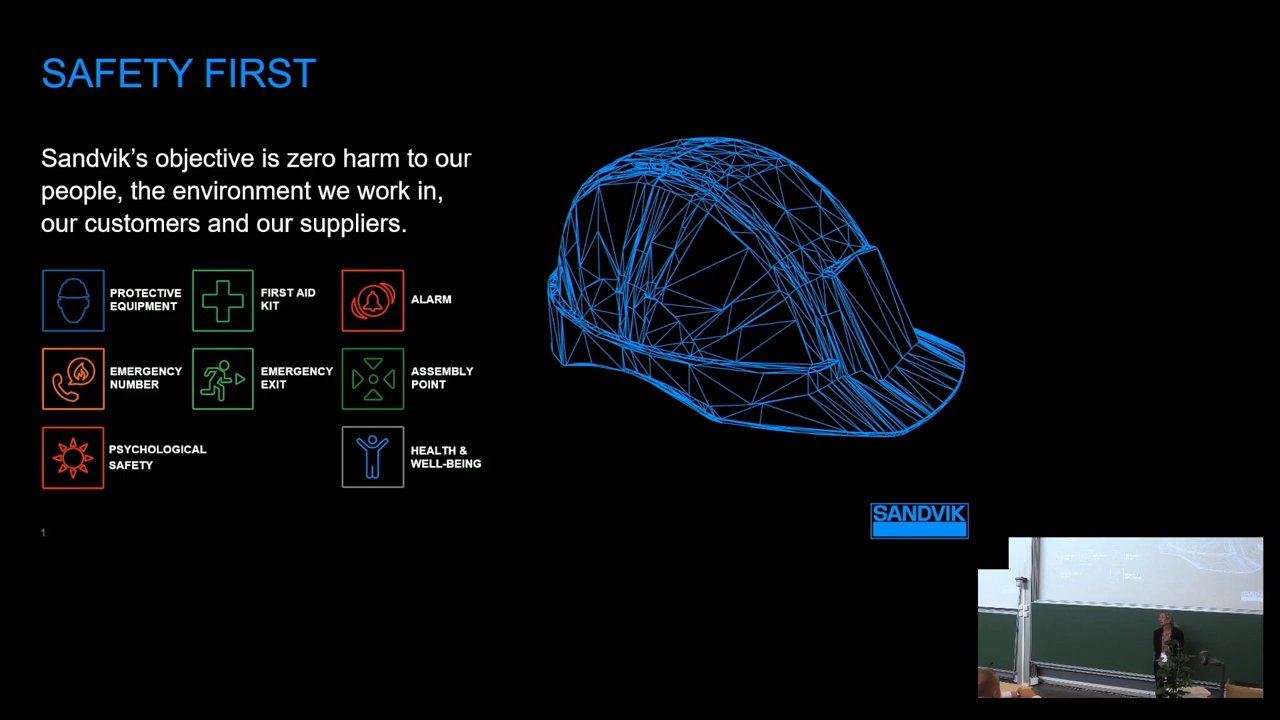 SAFETY FIRST
Sandvik's objective is zero harm to our
people, the environment we work in,
our customers and our suppliers.
PROTECTIVE
EQUIPMENT
FIRST AID
KIT
ALARM
EMERGENCY
NUMBER
EMERGENCY
EXIT
ASSEMBLY
POINT
PSYCHOLOGICAL
SAFETY
HEALTH &
WELL-BEING
1
SANDVIK